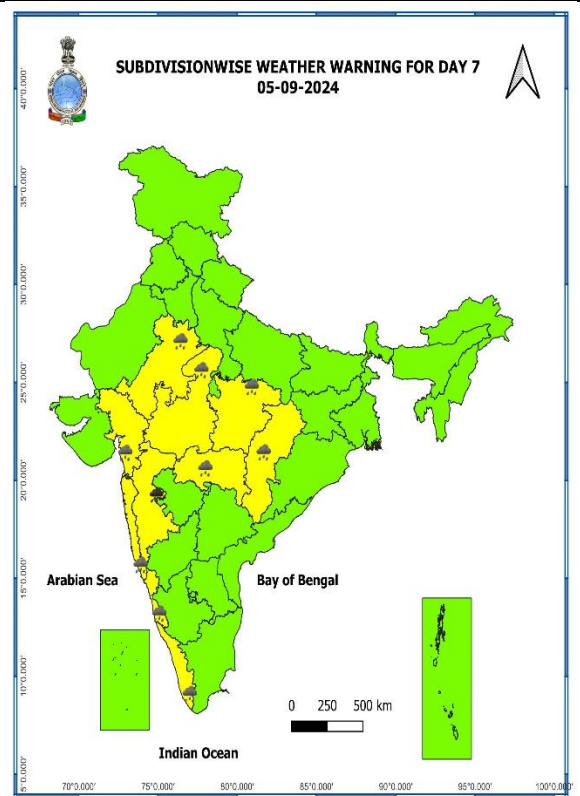 SUBDIVISIONWISE WEATHER WARNING FOR DAY 7
05-09-2024
40°0.000'
35°0.000'
30°0.000'
25°0.000'
20°0.000'
15°0.000'
10°0.000'
5°0.000'
Arabian Sea
Bay of Bengal
0 250 500 km
Indian Ocean
70°0.000' 75°0.000' 80°0.000' 85°0.000' 90°0.000' 95°0.000' 100°0.000'